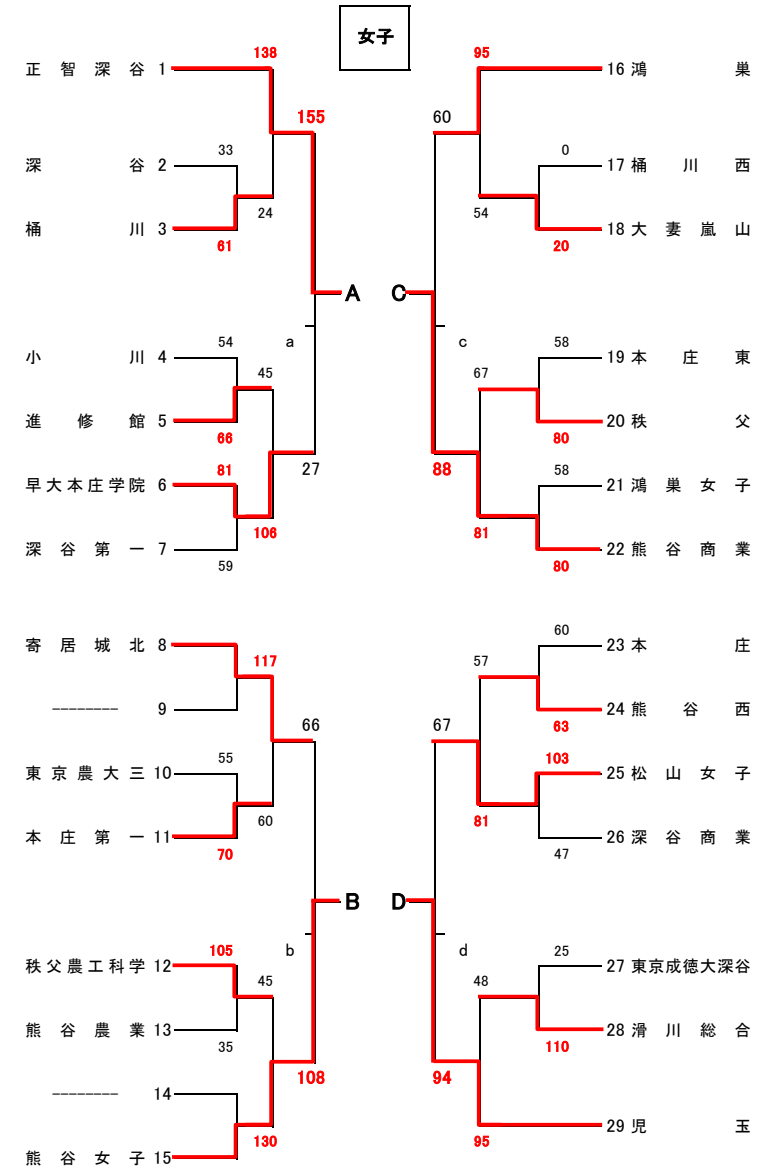 女子
138
正智深谷 1
155
33
深谷 2
24
桶川 3
61
A
a
54
小川 4
45
進修館 5
66
81
早大本庄学院 6
27
106
深谷第一 7
59
寄居城北 8
117
-------- 9
66
55
東京農大三 10
60
本庄第一 11
70
B
b
105
秩父農工科学 12
45
熊谷農業 13
35
108
-------- 14
130
熊谷女子 15
95
16 鴻巣
60
0
17 桶川西
54
18 大妻嵐山
20
C
c
58
19 本庄東
67
20 秩父
80
58
21 鴻巣女子
88
81
22 熊谷商業
80
60
23 本庄
57
24 熊谷西
63
67
103
25 松山女子
81
26 深谷商業
47
D
d
25
27 東京成徳大深谷
48
28 滑川総合
110
94
29 児玉
95